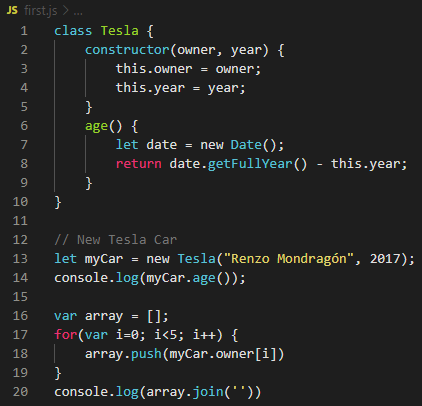 JS first.js > ...
1 class Tesla {
2     constructor(owner, year) {
3         this.owner = owner;
4         this.year = year;
5     }
6     age() {
7         let date = new Date();
8         return date.getFullYear() - this.year;
9     }
10 }
11
12 // New Tesla Car
13 let myCar = new Tesla("Renzo Mondragón", 2017);
14 console.log(myCar.age());
15
16 var array = [];
17 for(var i=0; i<5; i++) {
18     array.push(myCar.owner[i])
19 }
20 console.log(array.join(''))